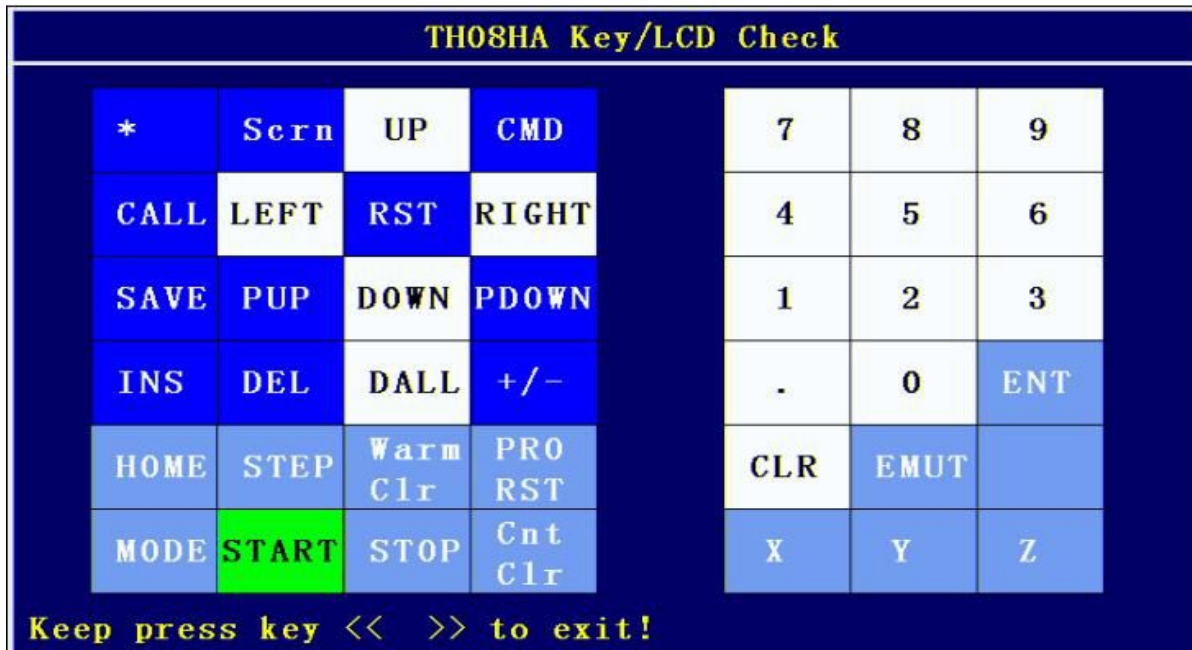 TH08HA Key/LCD Check
* Scrn UP CMD 7 8 9
CALL LEFT RST RIGHT 4 5 6
SAVE PUP DOWN PDOWN 1 2 3
INS DEL DALL +/- . 0 ENT
HOME STEP Warm Clr PRO RST CLR EMUT
MODE START STOP Cnt Clr X Y Z
Keep press key << >> to exit!